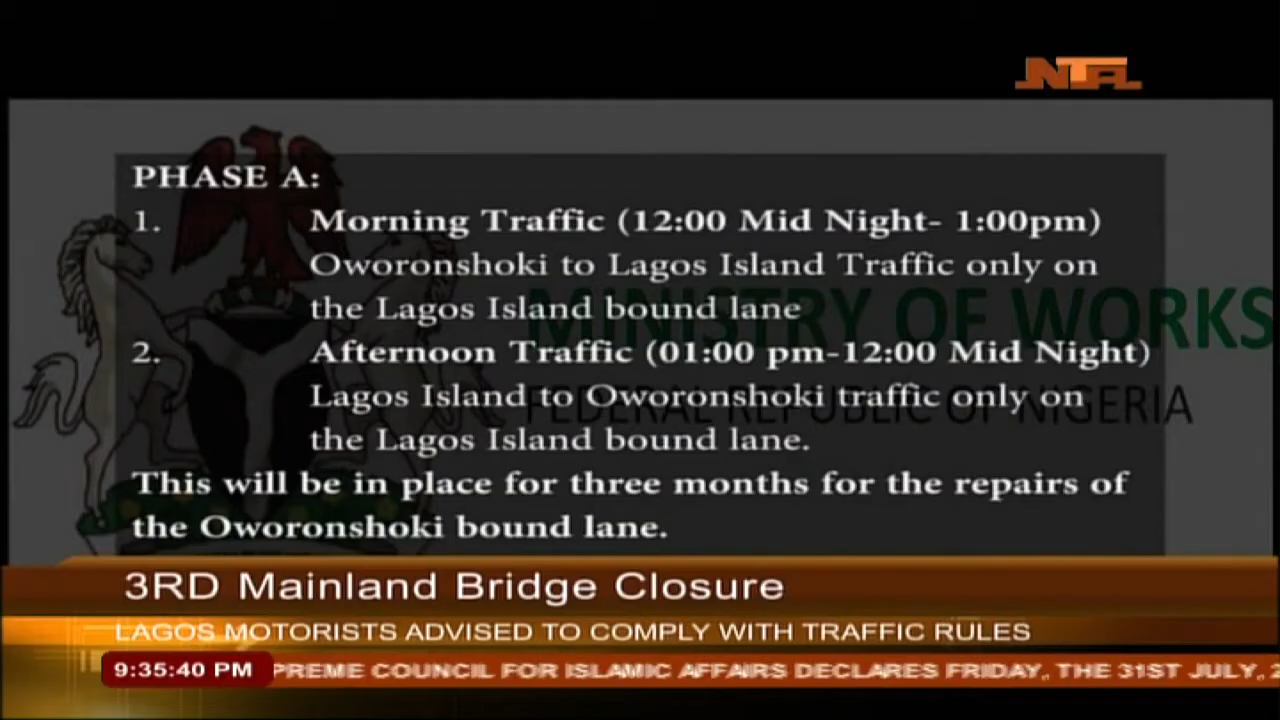 NTA
PHASE A:
1. Morning Traffic (12:00 Mid Night- 1:00pm)
Oworonshoki to Lagos Island Traffic only on
the Lagos Island bound lane
MINISTRY OF WORKS
2. Afternoon Traffic (01:00 pm-12:00 Mid Night)
Lagos Island to Oworonshoki traffic only on
FEDERAL REPUBLIC OF NIGERIA
the Lagos Island bound lane.
This will be in place for three months for the repairs of
the Oworonshoki bound lane.
3RD Mainland Bridge Closure
LAGOS MOTORISTS ADVISED TO COMPLY WITH TRAFFIC RULES
9:35:40 PM PREME COUNCIL FOR ISLAMIC AFFAIRS DECLARES FRIDAY, THE 31ST JULY, 2